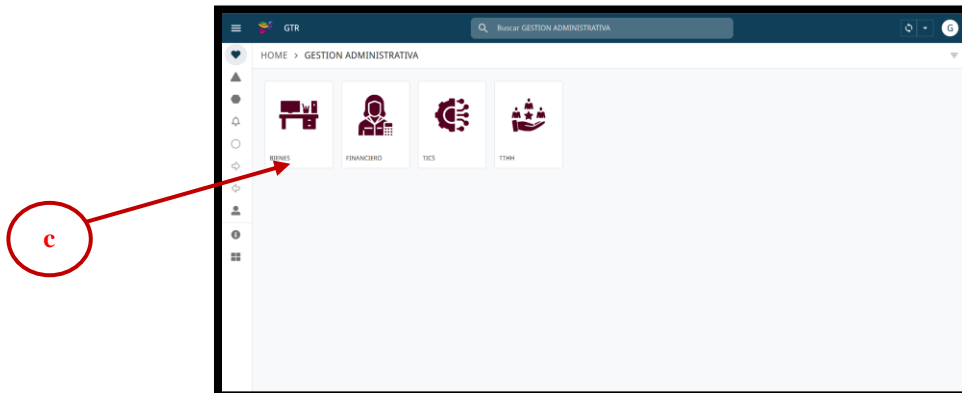 GTR
Buscar GESTION ADMINISTRATIVA
G
HOME > GESTION ADMINISTRATIVA
BIENES
FINANCIERO
TICS
TTHH
c